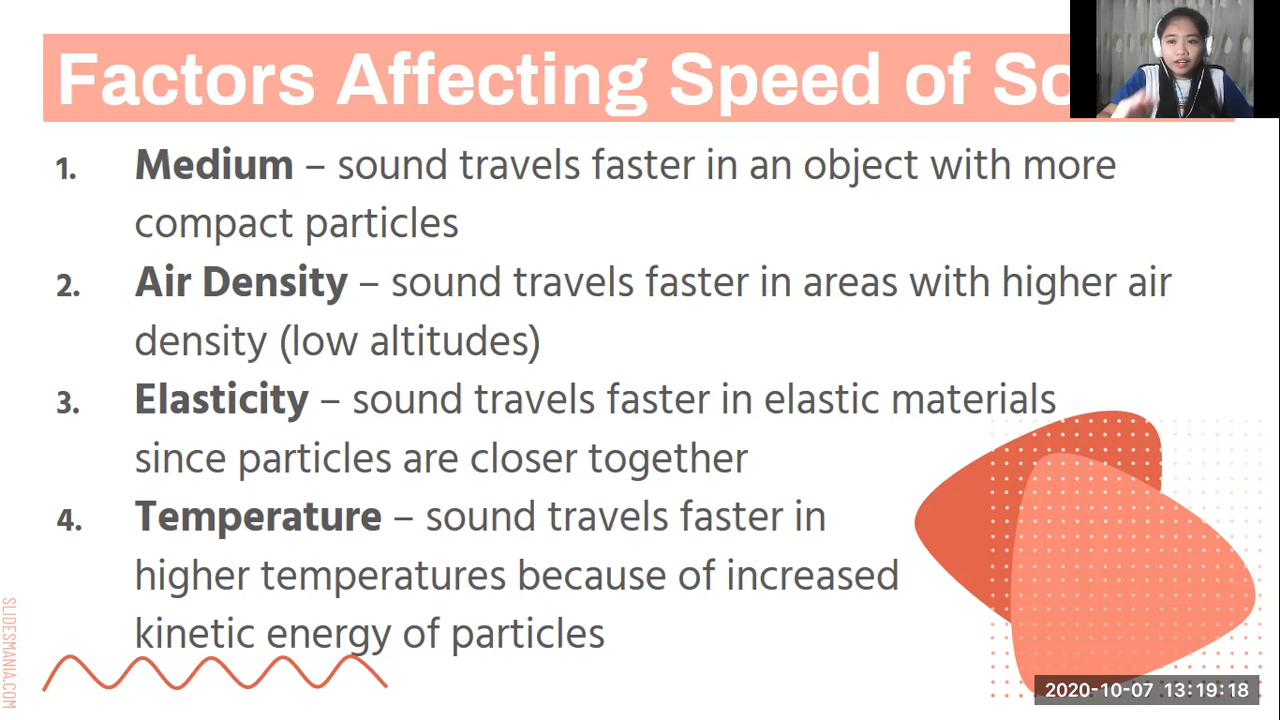 Factors Affecting Speed of
1. Medium – sound travels faster in an object with more
compact particles
2. Air Density – sound travels faster in areas with higher air
density (low altitudes)
3. Elasticity – sound travels faster in elastic materials
since particles are closer together
4. Temperature – sound travels faster in
higher temperatures because of increased
kinetic energy of particles
SLIDESMANIA.COM
2020-10-07 13:19:18